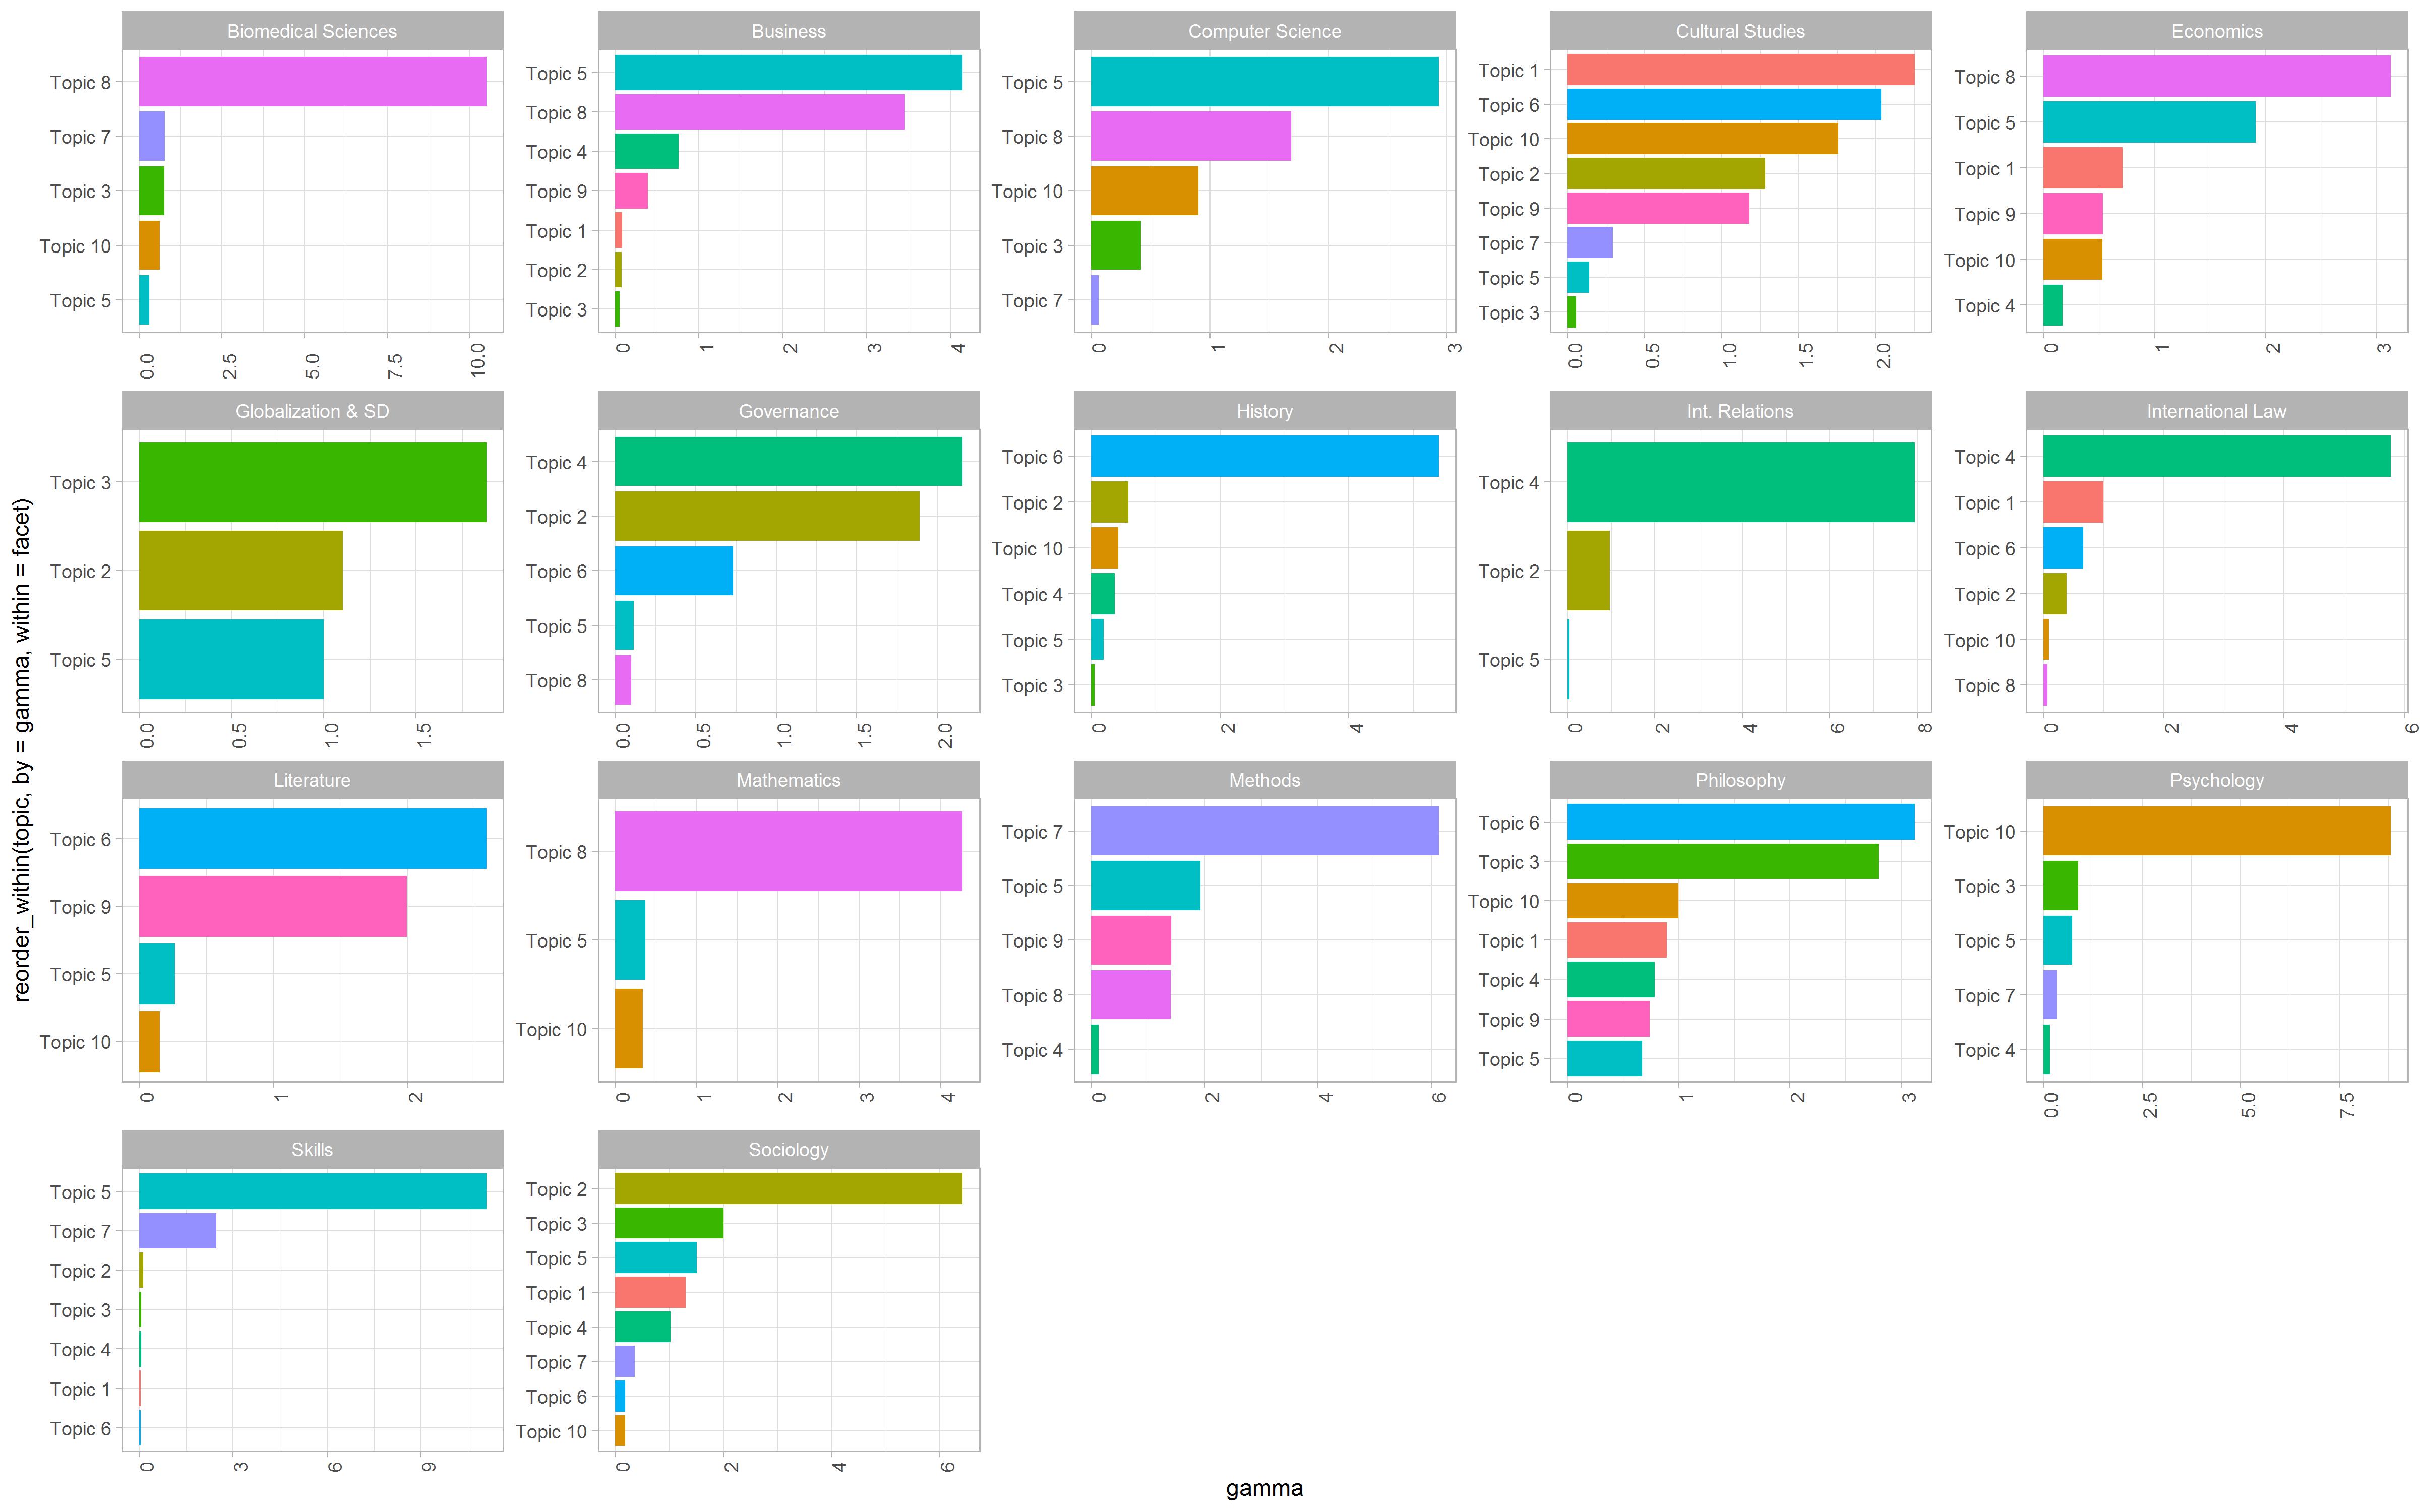 reorder_within(topic, by = gamma, within = facet)
Biomedical Sciences
Topic 8
Topic 7
Topic 3
Topic 10
Topic 5
0.0 2.5 5.0 7.5 10.0
Business
Topic 5
Topic 8
Topic 4
Topic 9
Topic 1
Topic 2
Topic 3
0 1 2 3 4
Computer Science
Topic 5
Topic 8
Topic 10
Topic 3
Topic 7
0 1 2 3
Cultural Studies
Topic 1
Topic 6
Topic 10
Topic 2
Topic 9
Topic 7
Topic 5
Topic 3
0.0 0.5 1.0 1.5 2.0
Economics
Topic 8
Topic 5
Topic 1
Topic 9
Topic 10
Topic 4
0 1 2 3
Globalization & SD
Topic 3
Topic 2
Topic 5
0.0 0.5 1.0 1.5
Governance
Topic 4
Topic 2
Topic 6
Topic 5
Topic 8
0.0 0.5 1.0 1.5 2.0
History
Topic 6
Topic 2
Topic 10
Topic 4
Topic 5
Topic 3
0 2 4
Int. Relations
Topic 4
Topic 2
Topic 5
0 2 4 6 8
International Law
Topic 4
Topic 1
Topic 6
Topic 2
Topic 10
Topic 8
0 2 4 6
Literature
Topic 6
Topic 9
Topic 5
Topic 10
0 1 2
Mathematics
Topic 8
Topic 5
Topic 10
0 1 2 3 4
Methods
Topic 7
Topic 5
Topic 9
Topic 8
Topic 4
0 2 4 6
Philosophy
Topic 6
Topic 3
Topic 10
Topic 1
Topic 4
Topic 9
Topic 5
0 1 2 3
Psychology
Topic 10
Topic 3
Topic 5
Topic 7
Topic 4
0.0 2.5 5.0 7.5
Skills
Topic 5
Topic 7
Topic 2
Topic 3
Topic 4
Topic 1
Topic 6
0 3 6 9
Sociology
Topic 2
Topic 3
Topic 5
Topic 1
Topic 4
Topic 7
Topic 6
Topic 10
0 2 4 6
gamma